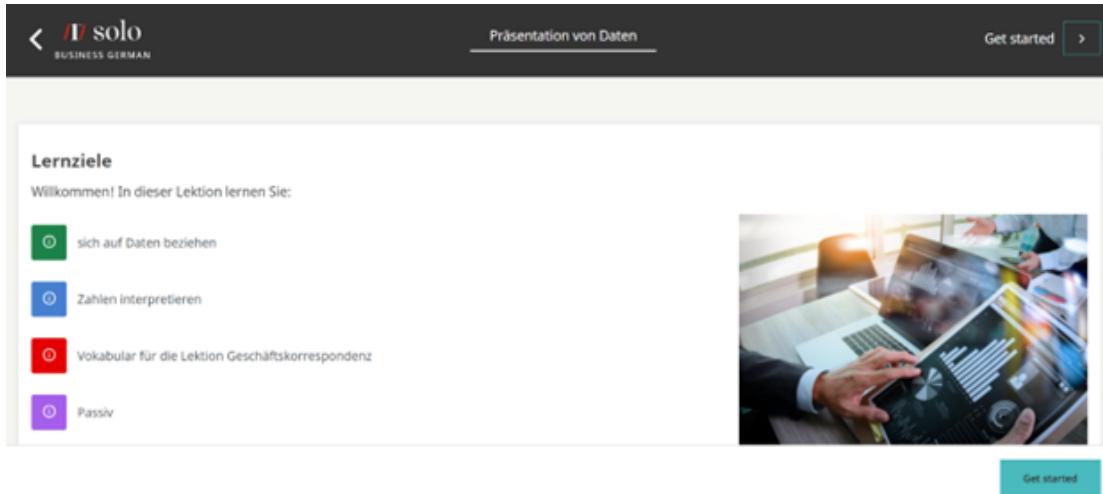 solo
BUSINESS GERMAN
Präsentation von Daten
Get started
Lernziele
Willkommen! In dieser Lektion lernen Sie:
sich auf Daten beziehen
Zahlen interpretieren
Vokabular für die Lektion Geschäftskorrespondenz
Passiv
Get started